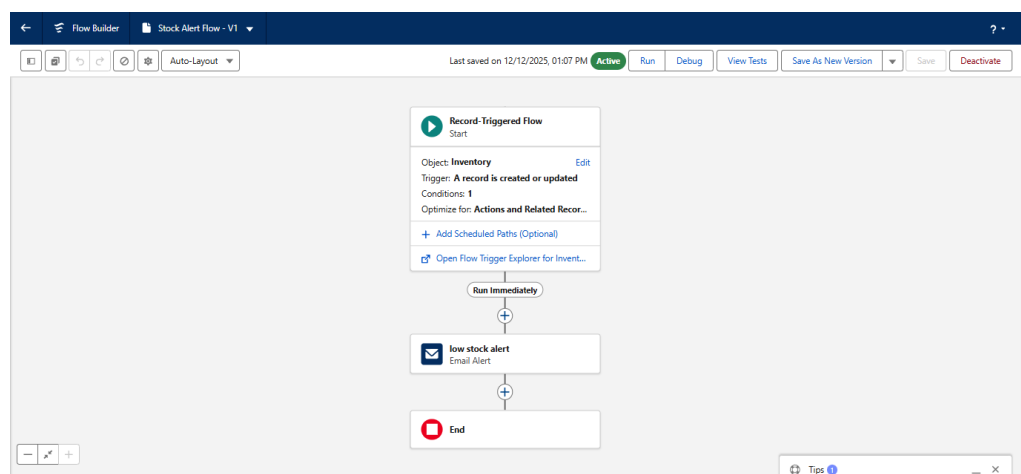 Flow Builder
Stock Alert Flow - V1
?
Auto-Layout
Last saved on 12/12/2025, 01:07 PM
Active
Run
Debug
View Tests
Save As New Version
Save
Deactivate
Record-Triggered Flow
Start
Object: Inventory
Edit
Trigger: A record is created or updated
Conditions: 1
Optimize for: Actions and Related Recor...
+ Add Scheduled Paths (Optional)
Open Flow Trigger Explorer for Invent...
Run Immediately
low stock alert
Email Alert
End
Tips 1